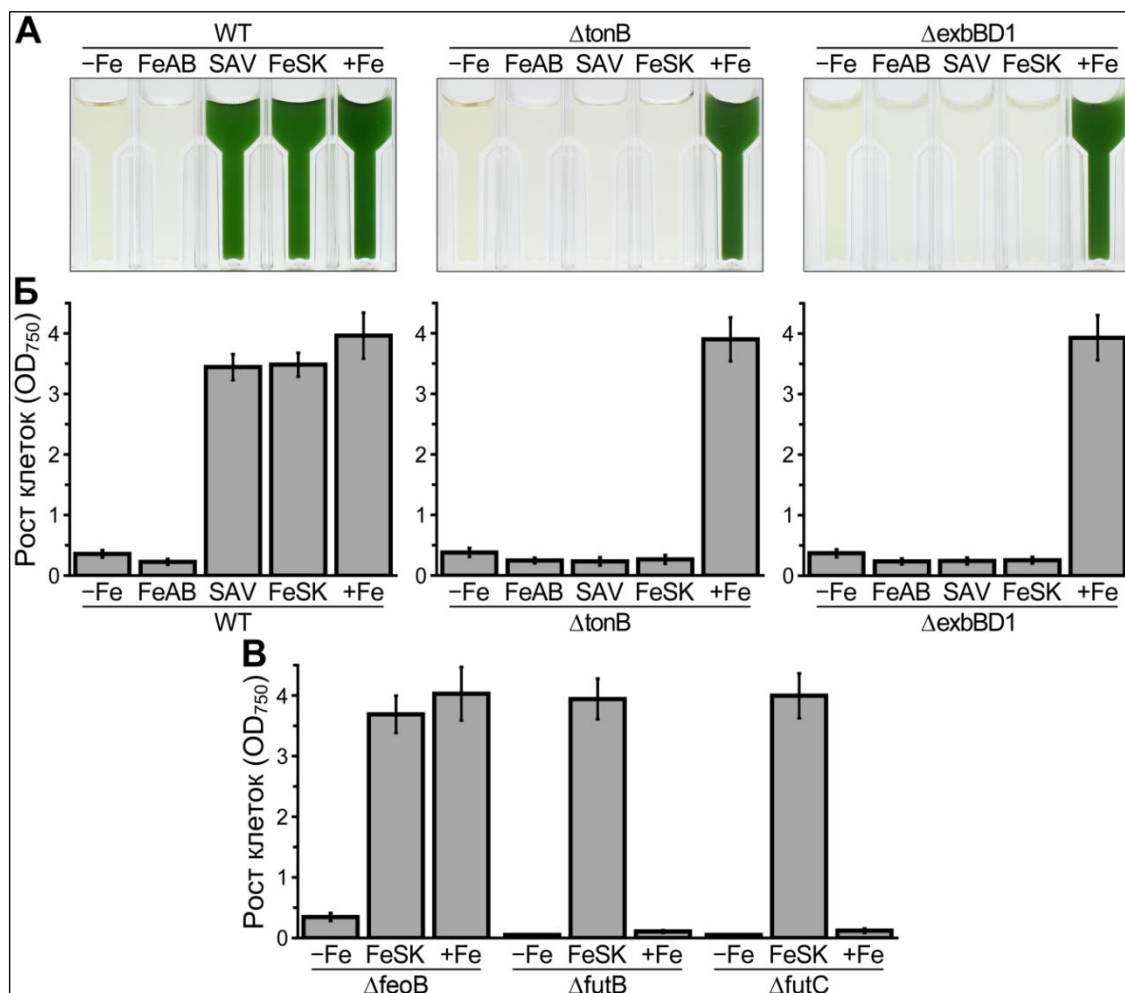 А
WT
ΔtonB
ΔexbBD1
–Fe FeAB SAV FeSK +Fe
–Fe FeAB SAV FeSK +Fe
–Fe FeAB SAV FeSK +Fe
Б
Рост клеток (OD750)
4
3
2
1
0
–Fe FeAB SAV FeSK +Fe
WT
4
3
2
1
0
–Fe FeAB SAV FeSK +Fe
ΔtonB
4
3
2
1
0
–Fe FeAB SAV FeSK +Fe
ΔexbBD1
В
Рост клеток (OD750)
4
3
2
1
0
–Fe FeSK +Fe
ΔfeoB
–Fe FeSK +Fe
ΔfutB
–Fe FeSK +Fe
ΔfutC